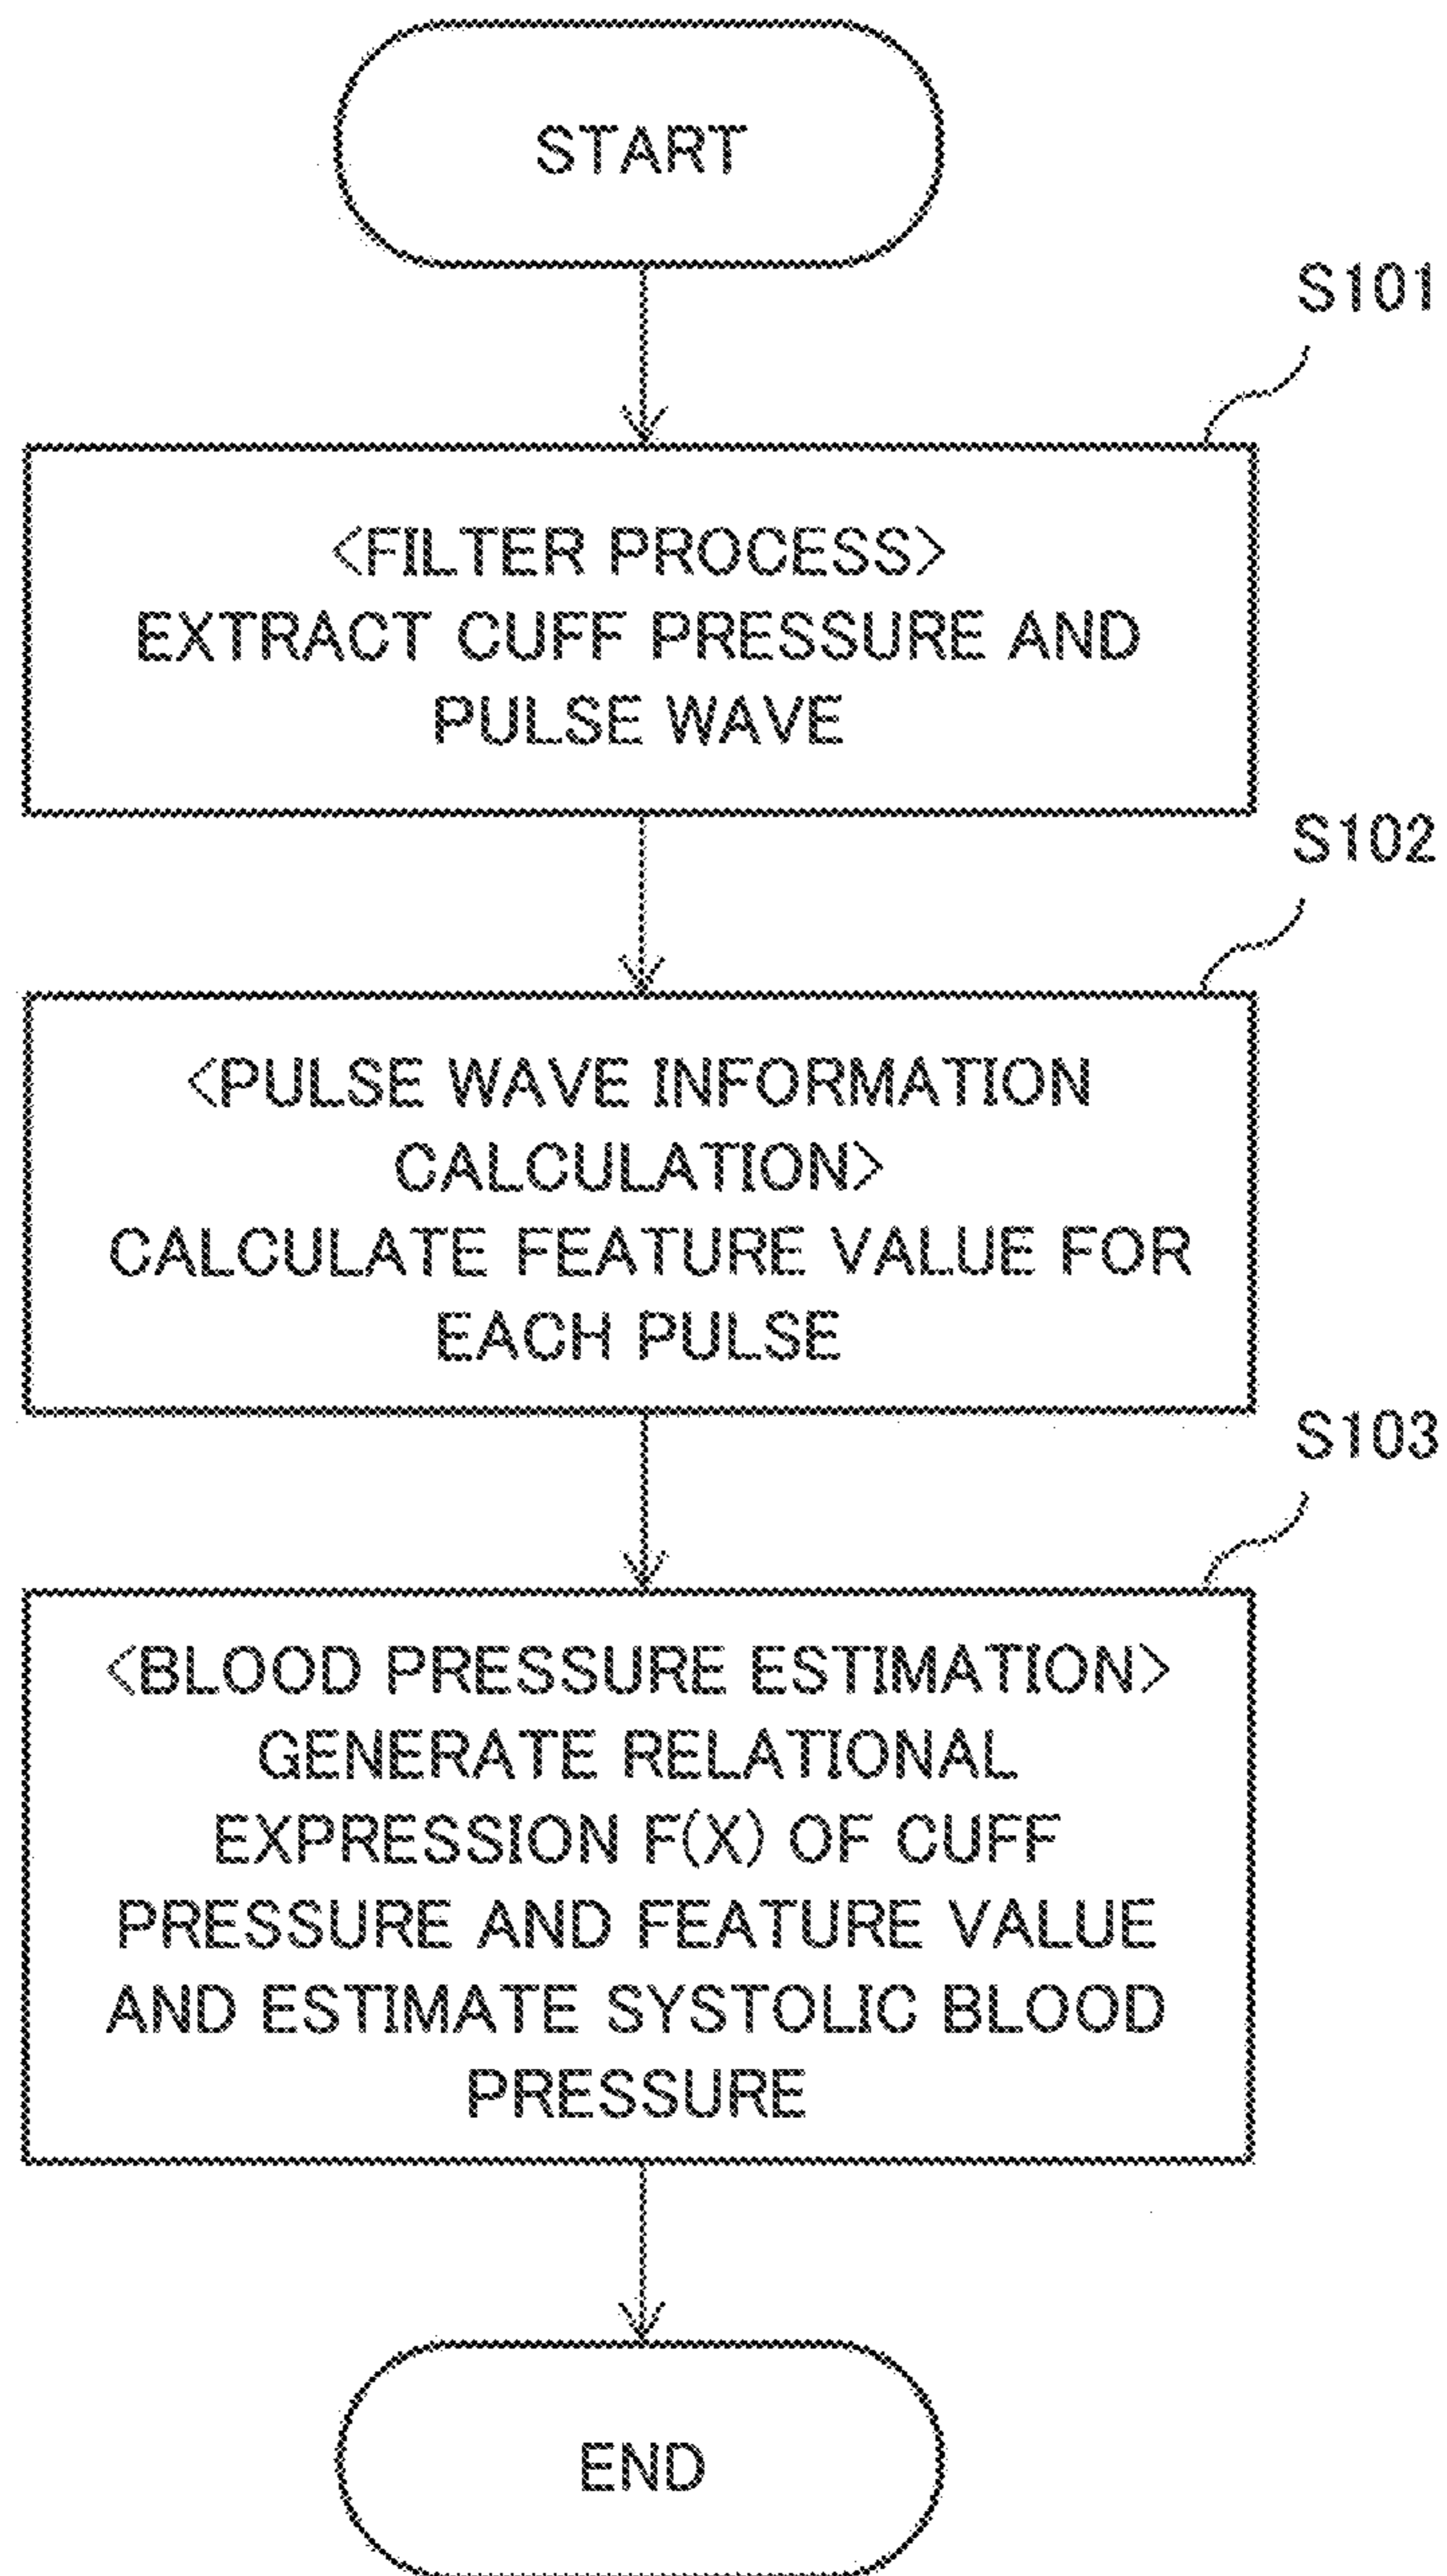 START
S101
<FILTER PROCESS>
EXTRACT CUFF PRESSURE AND
PULSE WAVE
S102
<PULSE WAVE INFORMATION
CALCULATION>
CALCULATE FEATURE VALUE FOR
EACH PULSE
S103
<BLOOD PRESSURE ESTIMATION>
GENERATE RELATIONAL
EXPRESSION F(X) OF CUFF
PRESSURE AND FEATURE VALUE
AND ESTIMATE SYSTOLIC BLOOD
PRESSURE
END